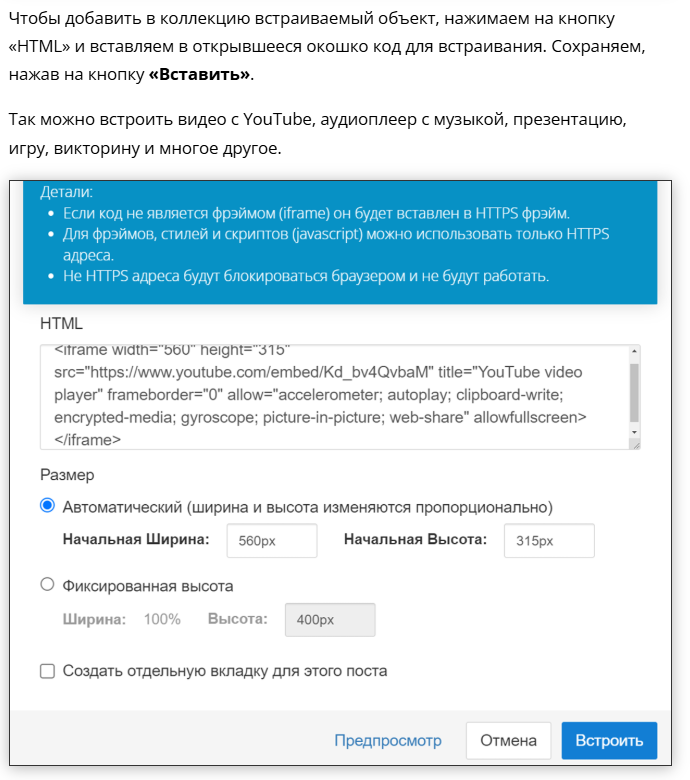 Чтобы добавить в коллекцию встраиваемый объект, нажимаем на кнопку
«HTML» и вставляем в открывшееся окошко код для встраивания. Сохраняем,
нажав на кнопку «Вставить».
Так можно встроить видео с YouTube, аудиоплеер с музыкой, презентацию,
игру, викторину и многое другое.
Детали:
• Если код не является фрэймом (iframe) он будет вставлен в HTTPS фрэйм.
• Для фрэймов, стилей и скриптов (javascript) можно использовать только HTTPS
адреса.
• Не HTTPS адреса будут блокироваться браузером и не будут работать.
HTML
<iframe width="560" height="315"
src="https://www.youtube.com/embed/Kd_bv4QvbaM" title="YouTube video
player" frameborder="0" allow="accelerometer; autoplay; clipboard-write;
encrypted-media; gyroscope; picture-in-picture; web-share" allowfullscreen>
</iframe>
Размер
Автоматический (ширина и высота изменяются пропорционально)
Начальная Ширина: 560px Начальная Высота: 315px
Фиксированная высота
Ширина: 100% Высота: 400px
Создать отдельную вкладку для этого поста
Предпросмотр Отмена Встроить